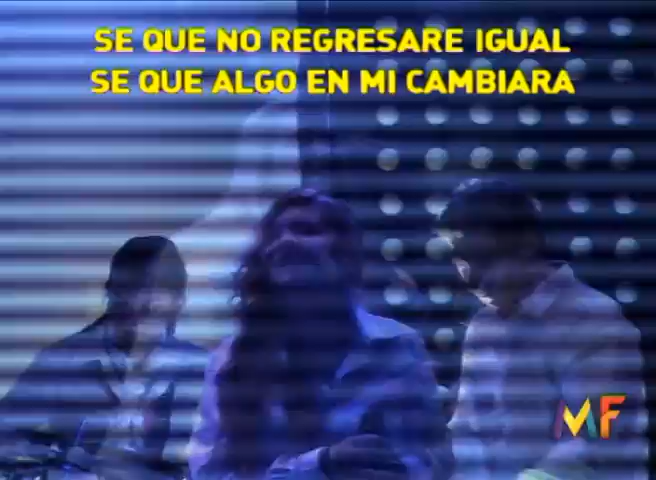 SE QUE NO REGRESARE IGUAL
SE QUE ALGO EN MI CAMBIARA
MF